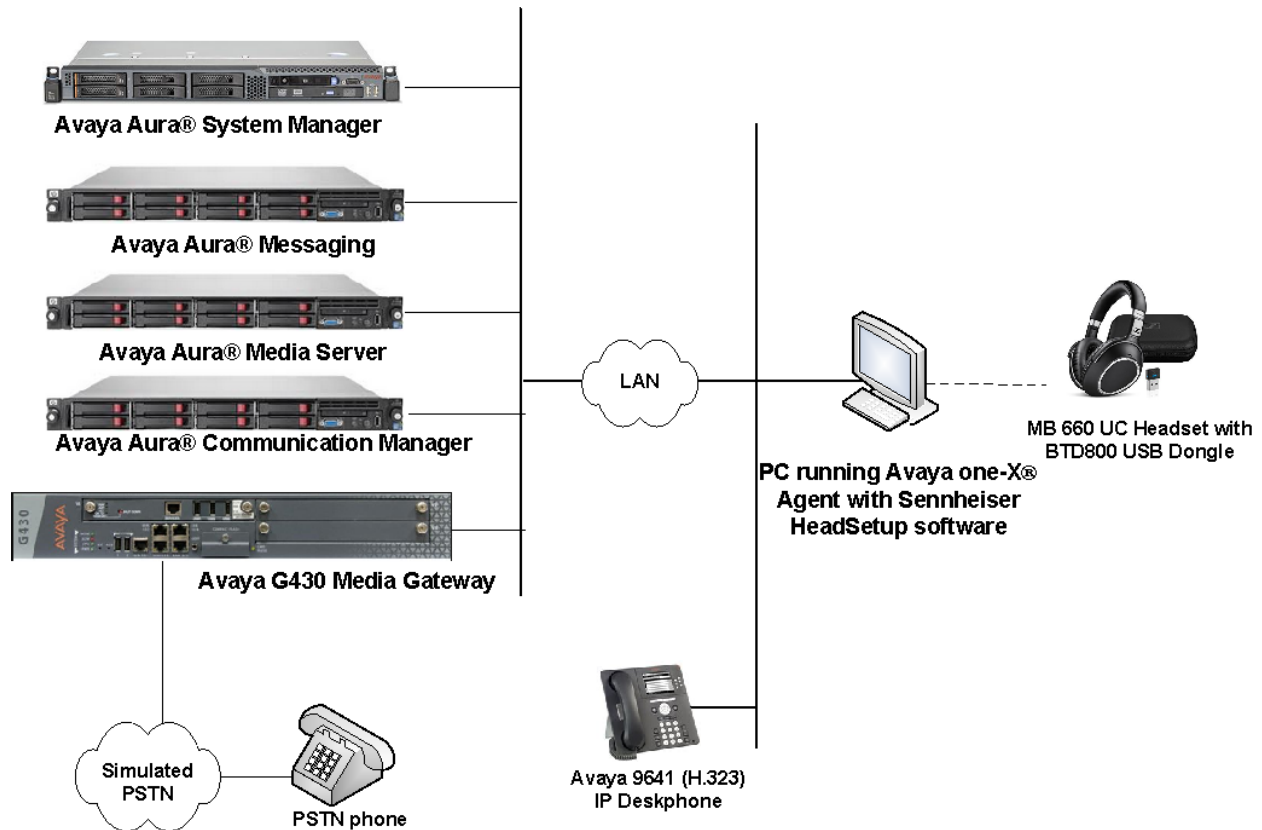 Avaya Aura® System Manager
Avaya Aura® Messaging
Avaya Aura® Media Server
Avaya Aura® Communication Manager
G430
AVAYA
Avaya G430 Media Gateway
LAN
PC running Avaya one-X®
Agent with Sennheiser
HeadSetup software
MB 660 UC Headset with
BTD800 USB Dongle
Simulated
PSTN
PSTN phone
Avaya 9641 (H.323)
IP Deskphone